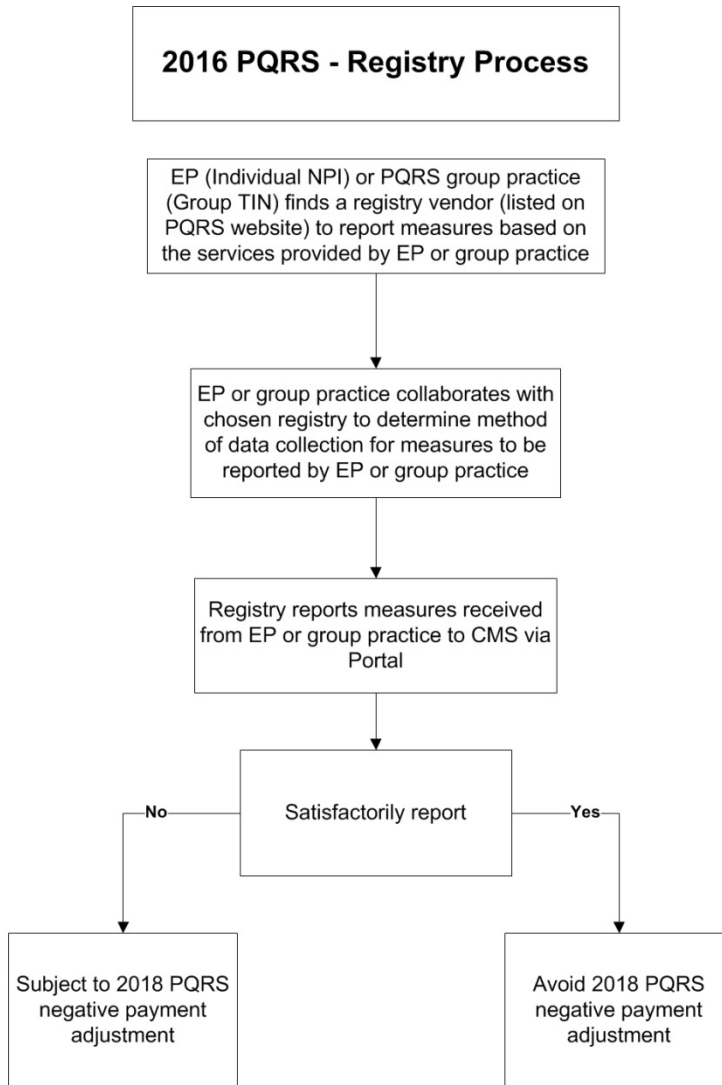 2016 PQRS - Registry Process
EP (Individual NPI) or PQRS group practice
(Group TIN) finds a registry vendor (listed on
PQRS website) to report measures based on
the services provided by EP or group practice
EP or group practice collaborates with
chosen registry to determine method
of data collection for measures to be
reported by EP or group practice
Registry reports measures received
from EP or group practice to CMS via
Portal
Satisfactorily report
No
Yes
Subject to 2018 PQRS
negative payment
adjustment
Avoid 2018 PQRS
negative payment
adjustment